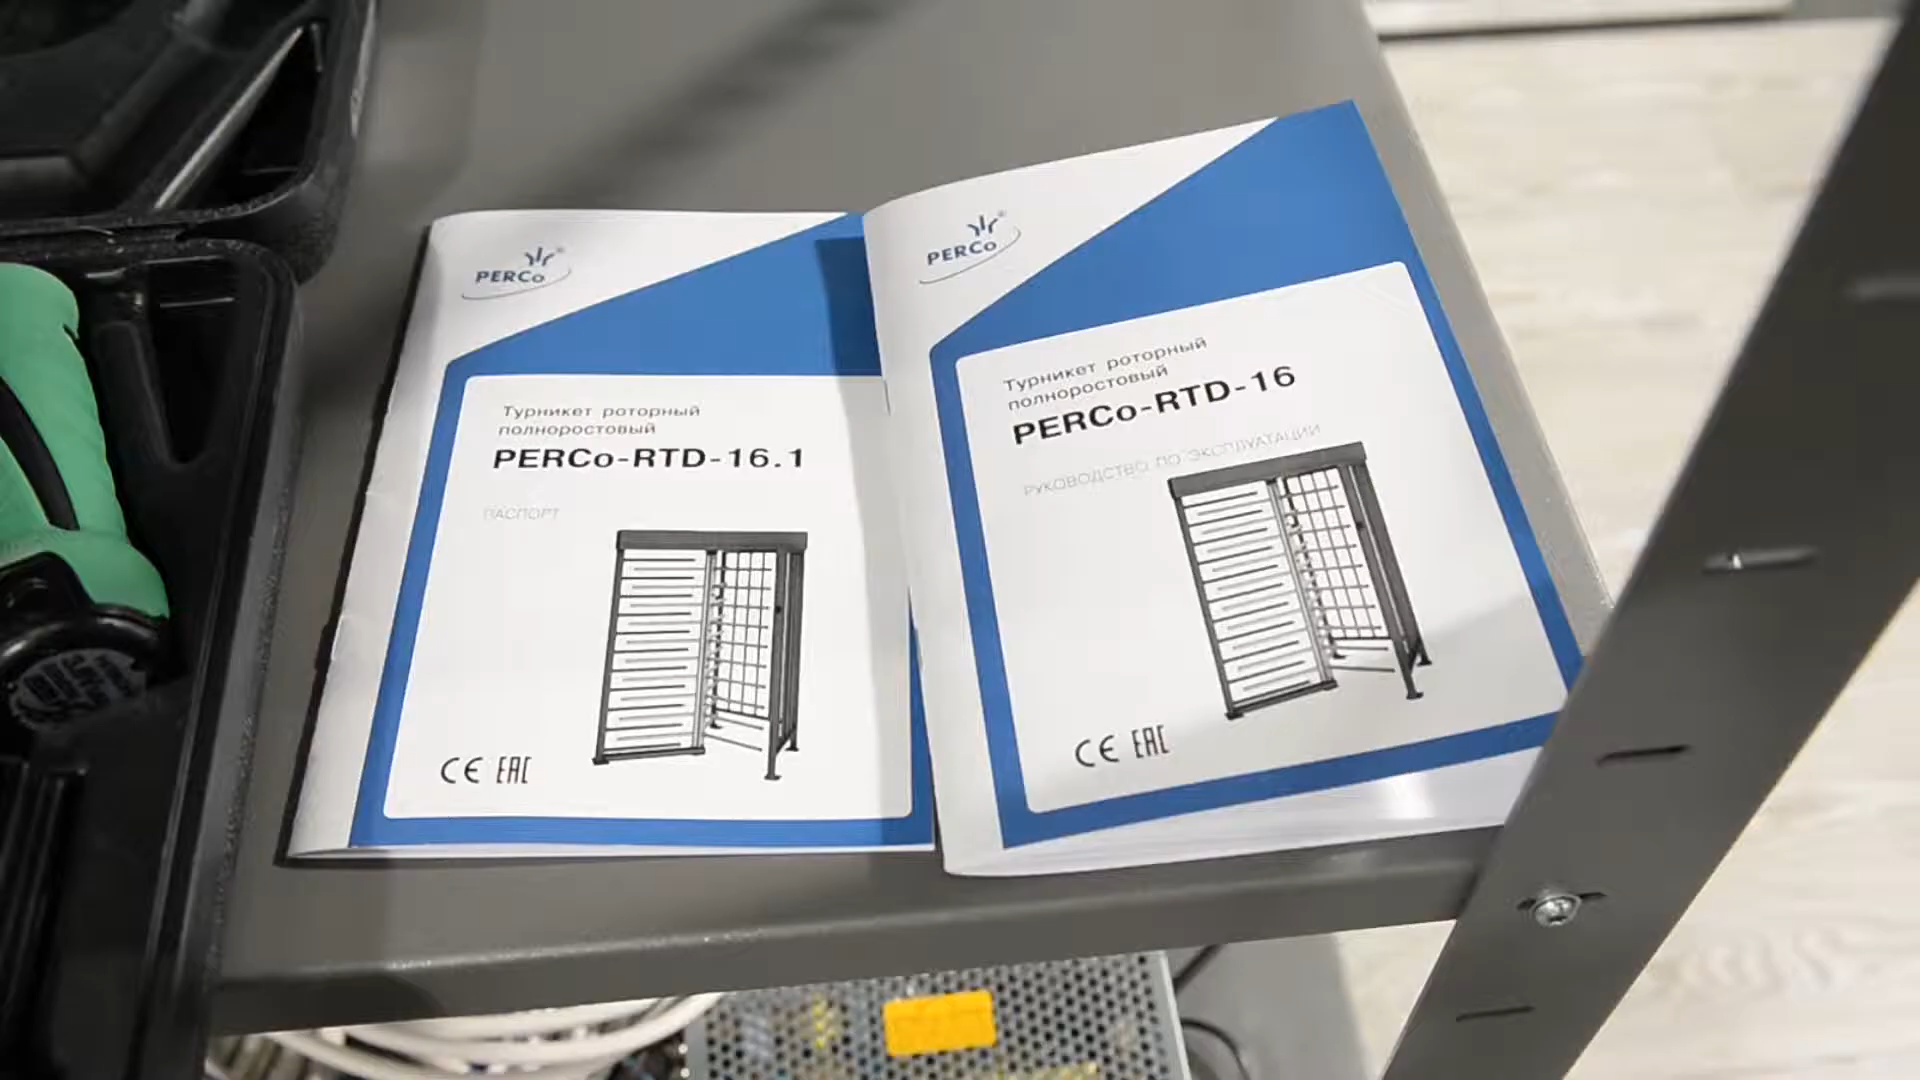 PERCo
Турникет роторный
полноростовый
PERCo-RTD-16.1
ПАСПОРТ
CE EAC
PERCo
Турникет роторный
полноростовый
PERCo-RTD-16
РУКОВОДСТВО ПО ЭКСПЛУАТАЦИИ
CE EAC